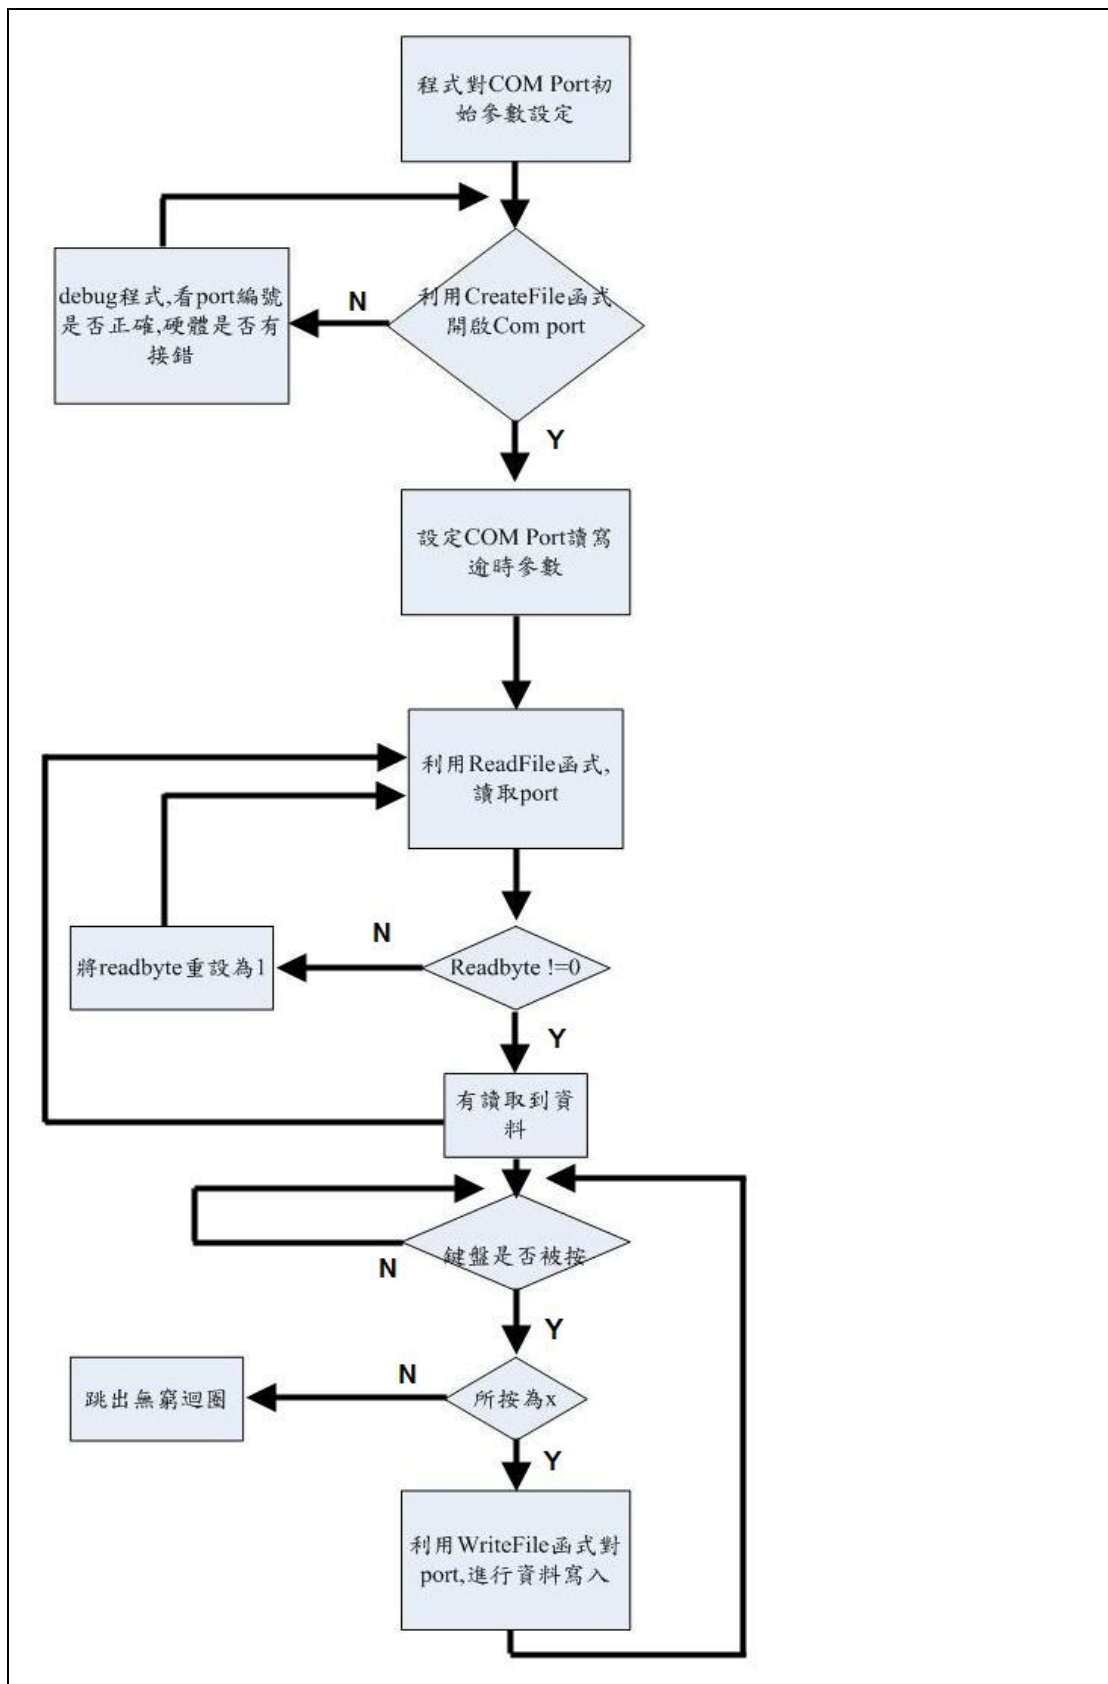 程式對COM Port初
始參數設定
利用CreateFile函式
開啟Com port
N
debug程式,看port編號
是否正確,硬體是否有
接錯
Y
設定COM Port讀寫
逾時參數
利用ReadFile函式,
讀取port
Readbyte !=0
N
將readbyte重設為1
Y
有讀取到資
料
鍵盤是否被按
N
Y
所按為x
N
跳出無窮迴圈
Y
利用WriteFile函式對
port,進行資料寫入